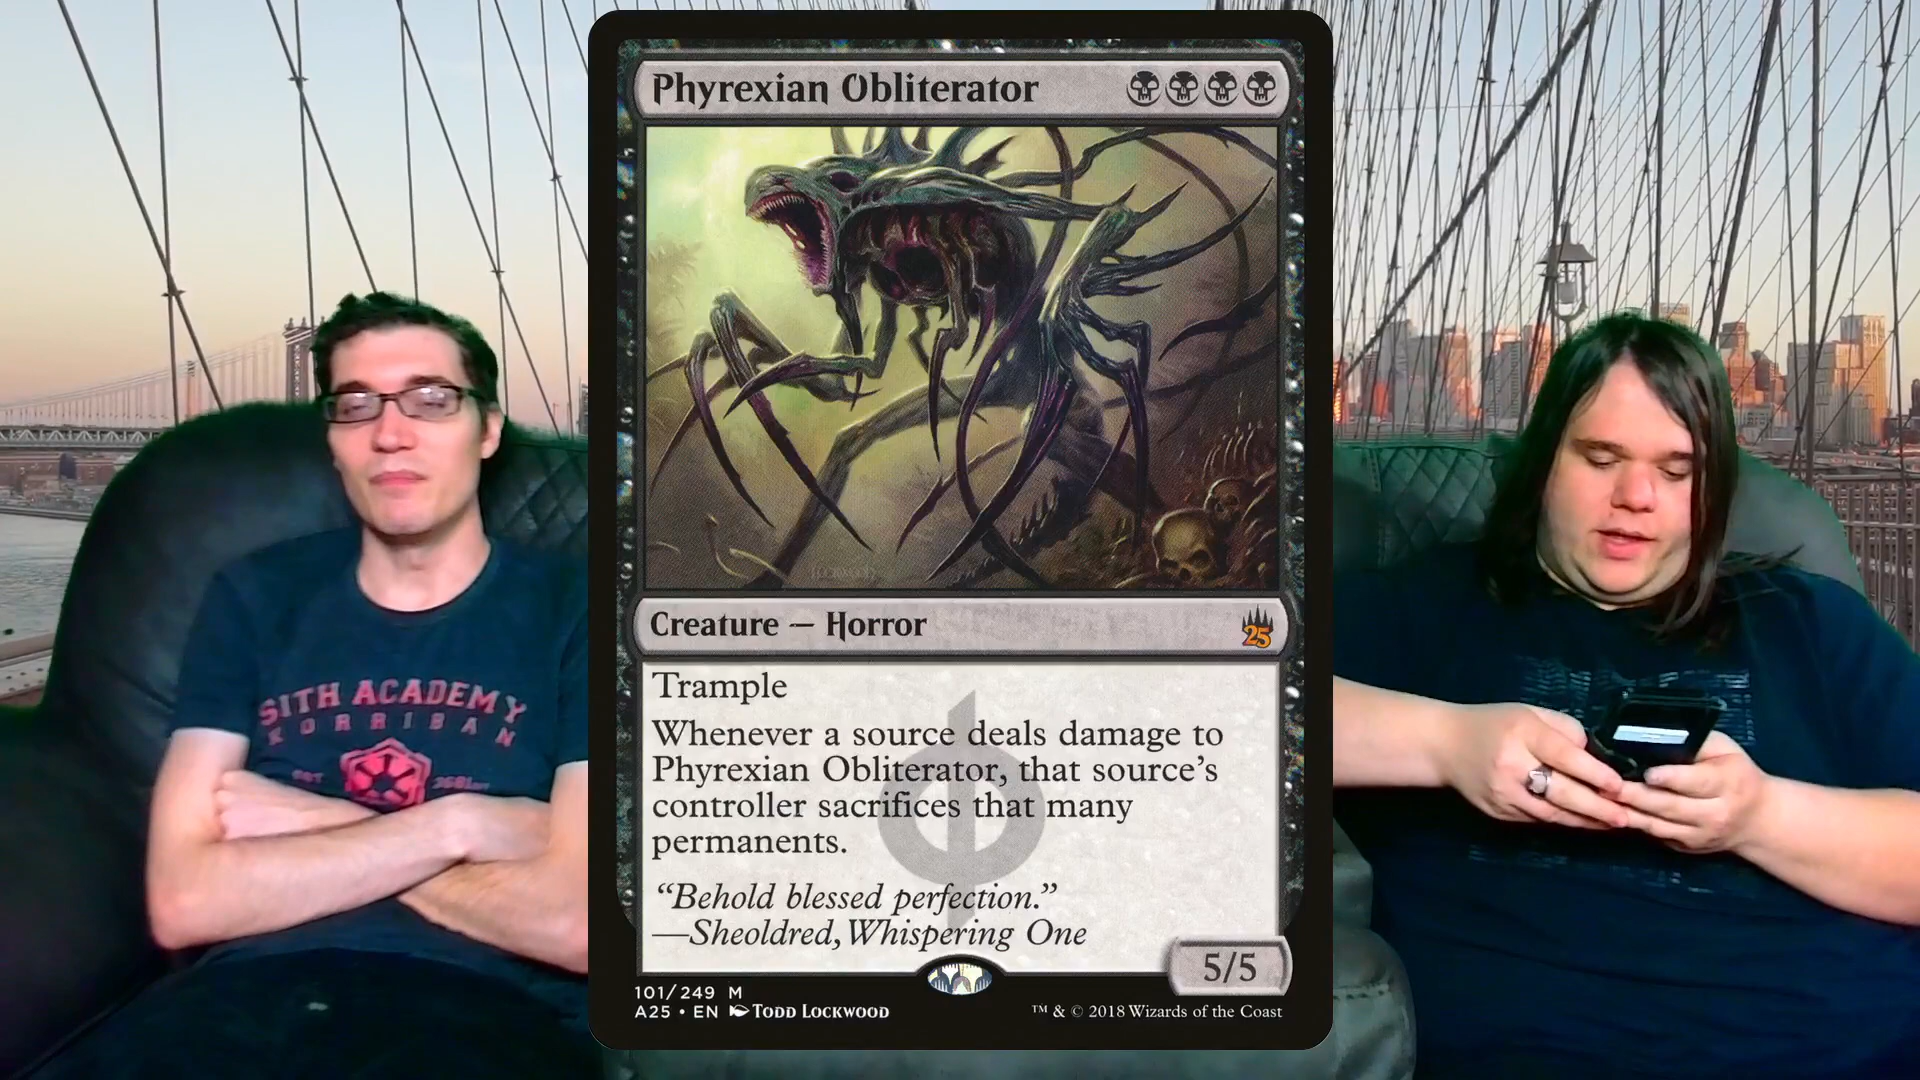 Phyrexian Obliterator
Creature — Horror
25
Trample
Whenever a source deals damage to
Phyrexian Obliterator, that source's
controller sacrifices that many
permanents.
“Behold blessed perfection.”
—Sheoldred, Whispering One
5/5
101/249 M
A25 • EN Todd Lockwood
™ & © 2018 Wizards of the Coast
SITH ACADEMY
KORRIBAN